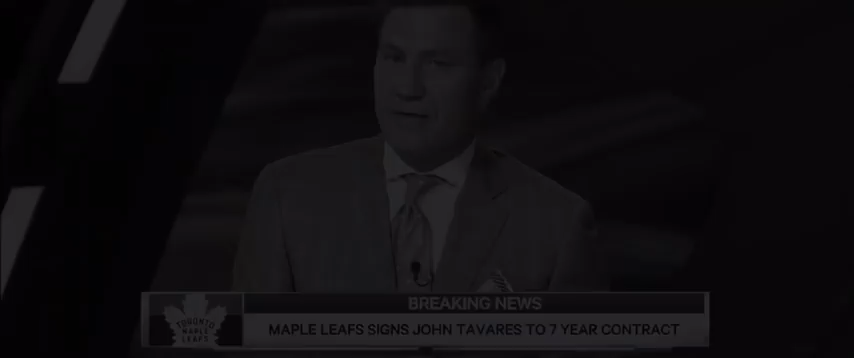 BREAKING NEWS
TORONTO
MAPLE
LEAFS
MAPLE LEAFS SIGNS JOHN TAVARES TO 7 YEAR CONTRACT